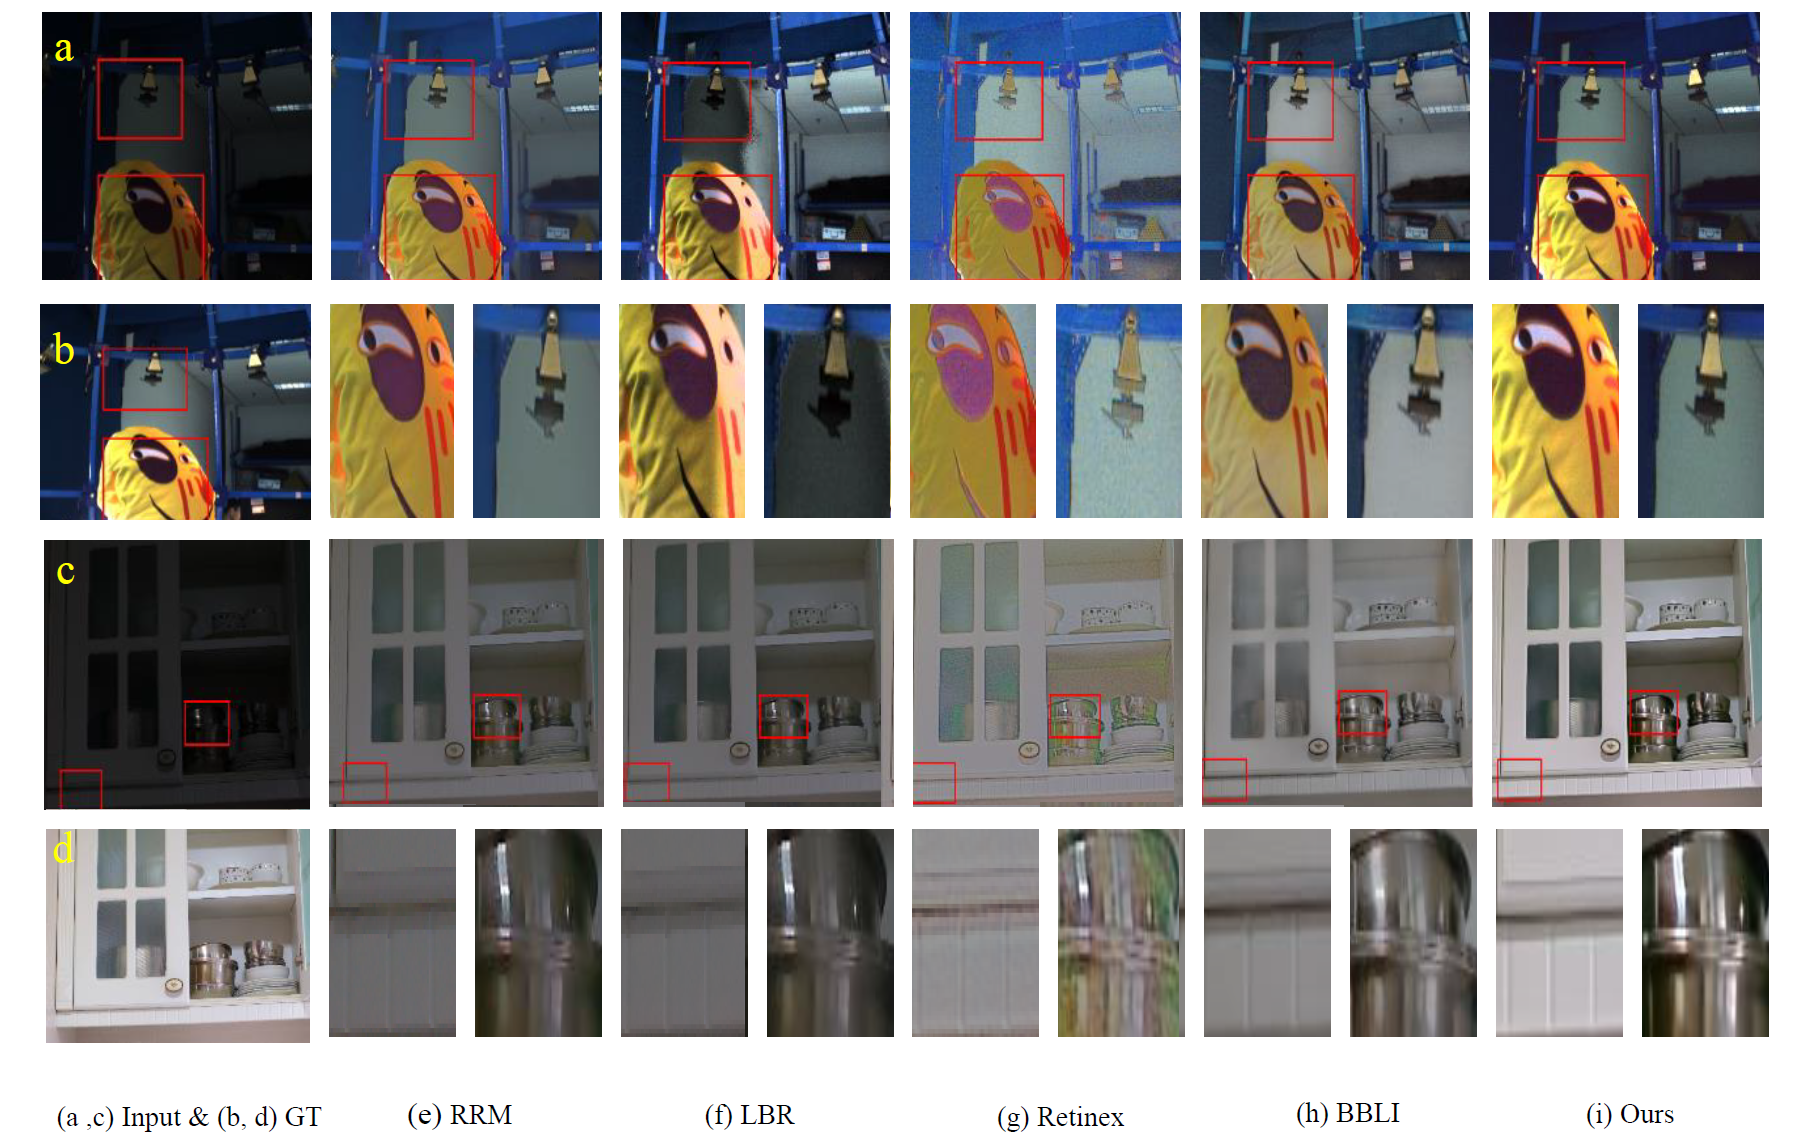 a
b
c
d
(a ,c) Input & (b, d) GT
(e) RRM
(f) LBR
(g) Retinex
(h) BBLI
(i) Ours